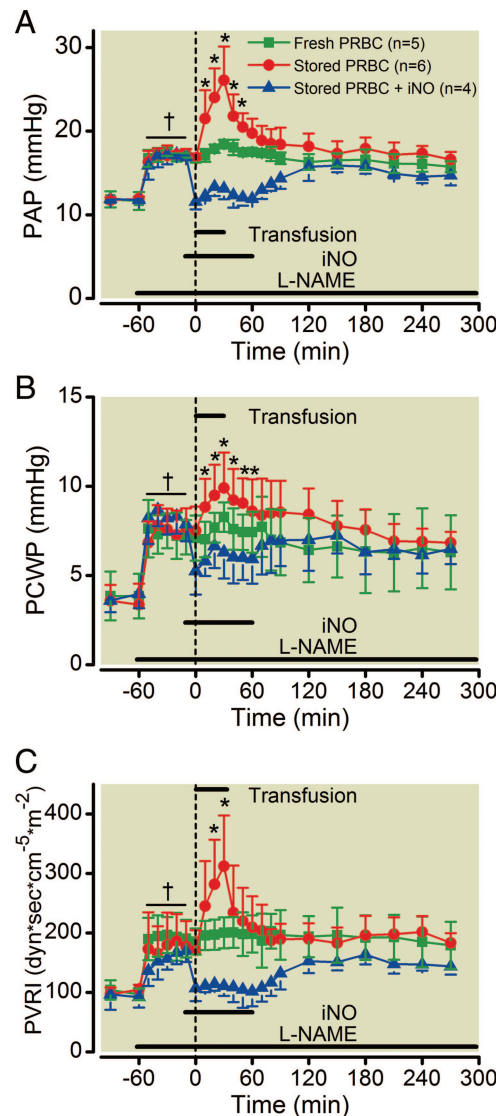 A
PAP (mmHg)
30
20
10
0
Fresh PRBC (n=5)
Stored PRBC (n=6)
Stored PRBC + iNO (n=4)
†
* * * * *
Transfusion
iNO
L-NAME
-60 0 60 120 180 240 300
Time (min)
B
PCWP (mmHg)
15
10
5
0
Transfusion
†
* * * * * *
iNO
L-NAME
-60 0 60 120 180 240 300
Time (min)
C
PVRI (dyn*sec*cm-5*m-2)
400
300
200
100
0
Transfusion
†
* *
iNO
L-NAME
-60 0 60 120 180 240 300
Time (min)